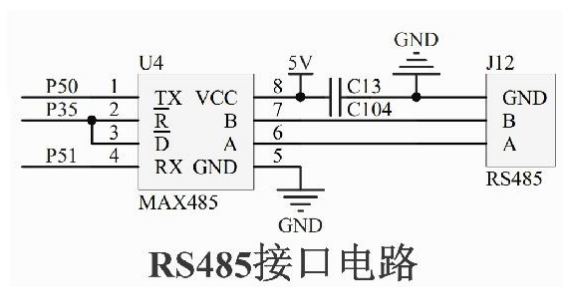 GND
U4
5V
J12
P50 1 TX VCC 8 C13 GND
P35 2 R B 7 C104 B
3 D A 6 A
P51 4 RX GND 5
RS485
MAX485
GND
RS485接口电路